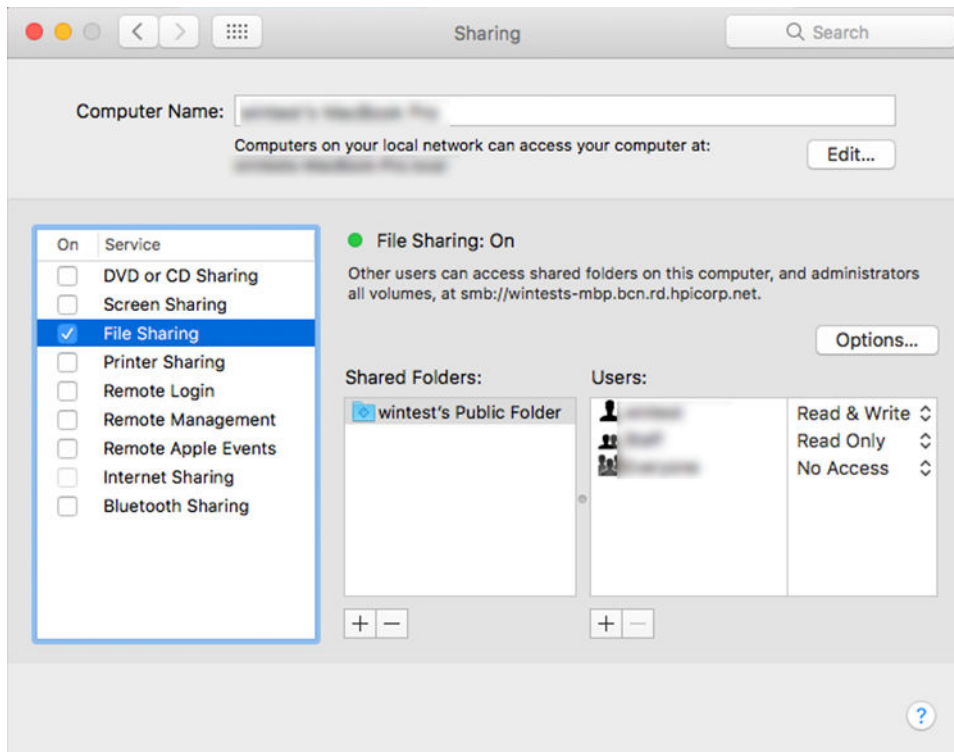 Sharing
Search
Computer Name:
Computers on your local network can access your computer at:
Edit...
On Service
DVD or CD Sharing
Screen Sharing
File Sharing
Printer Sharing
Remote Login
Remote Management
Remote Apple Events
Internet Sharing
Bluetooth Sharing
File Sharing: On
Other users can access shared folders on this computer, and administrators
all volumes, at smb://wintests-mbp.bcn.rd.hpicorp.net.
Options...
Shared Folders:
wintest's Public Folder
Users:
Read & Write
Read Only
No Access
+ −
+ −
?